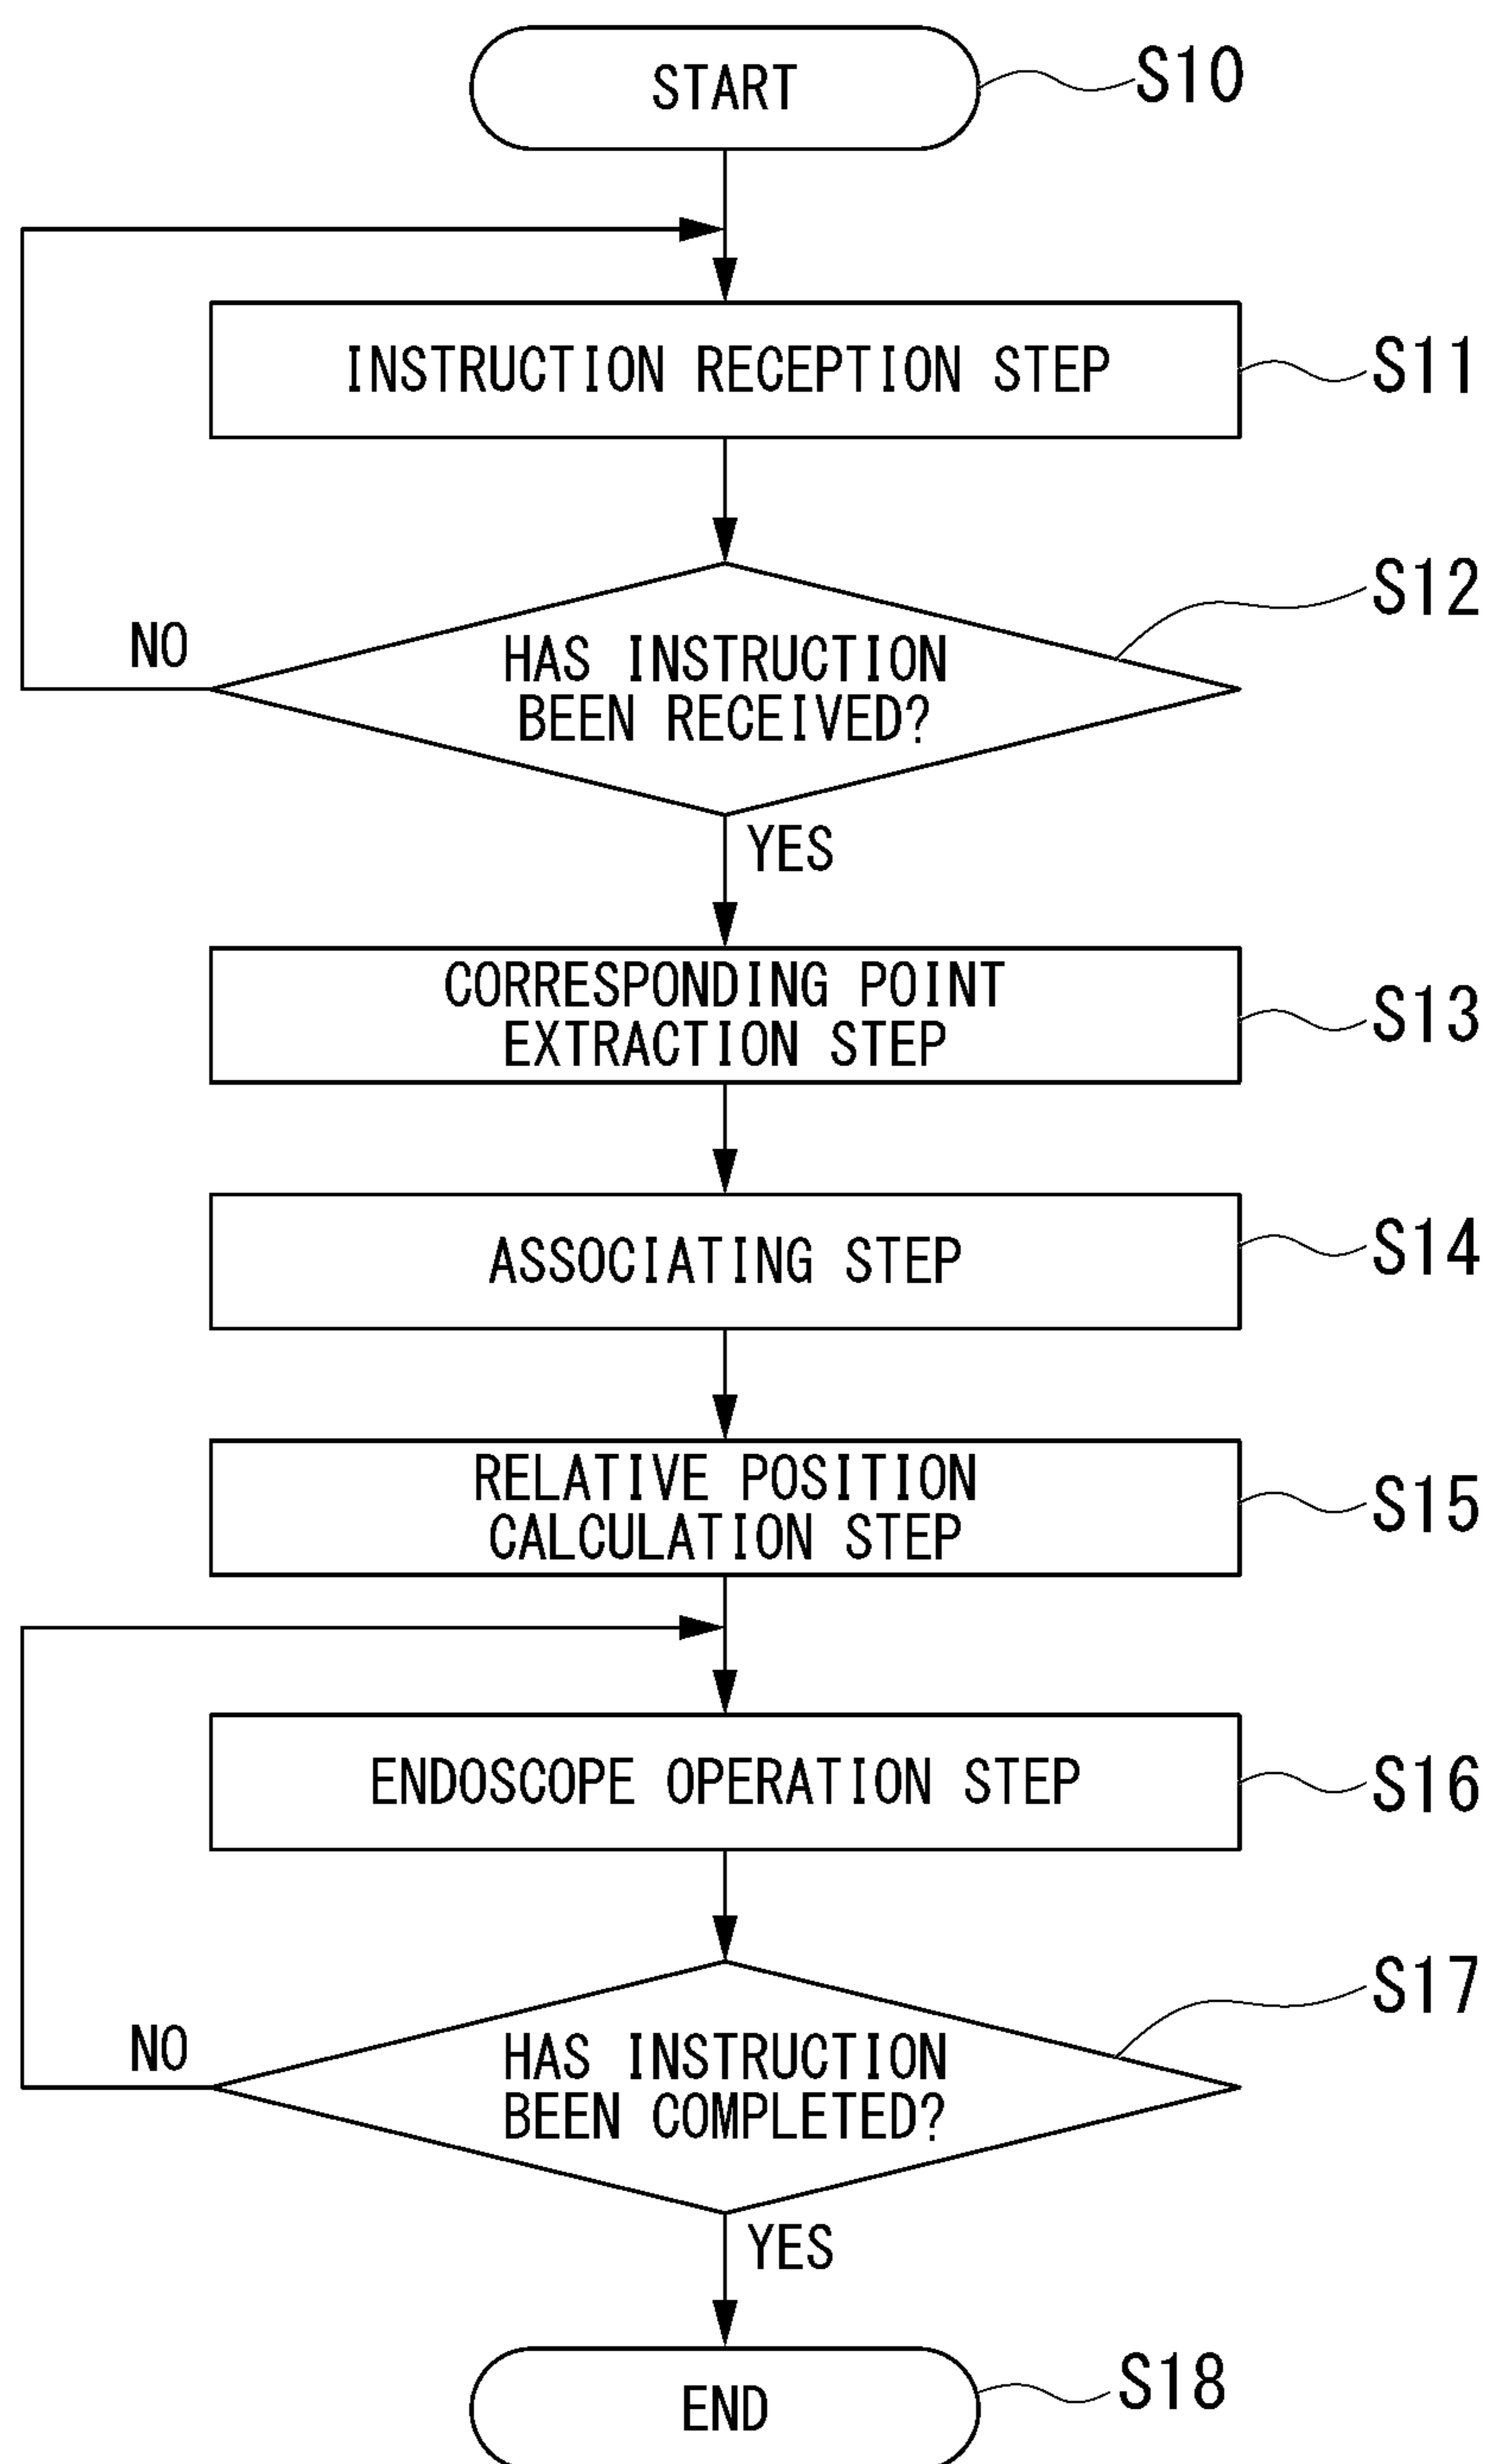 START
S10
INSTRUCTION RECEPTION STEP
S11
S12
NO
HAS INSTRUCTION
BEEN RECEIVED?
YES
CORRESPONDING POINT
EXTRACTION STEP
S13
ASSOCIATING STEP
S14
RELATIVE POSITION
CALCULATION STEP
S15
ENDOSCOPE OPERATION STEP
S16
S17
NO
HAS INSTRUCTION
BEEN COMPLETED?
YES
END
S18